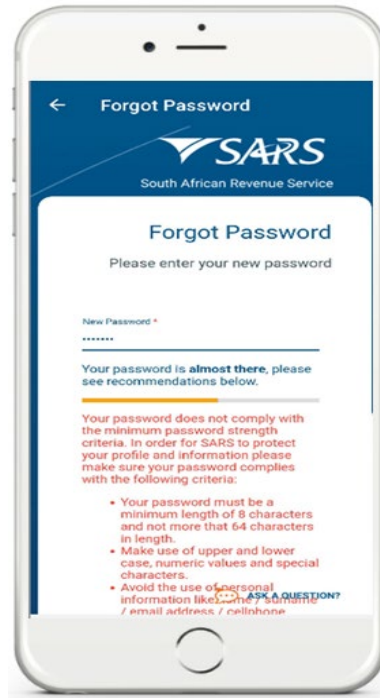 Forgot Password
SARS
South African Revenue Service
Forgot Password
Please enter your new password
New Password *
•••••••
Your password is almost there, please
see recommendations below.
Your password does not comply with
the minimum password strength
criteria. In order for SARS to protect
your profile and information please
make sure your password complies
with the following criteria:
• Your password must be a
minimum length of 8 characters
and not more that 64 characters
in length.
• Make use of upper and lower
case, numeric values and special
characters.
• Avoid the use of personal
information like name / surname
ASK A QUESTION?
/ email address / cellphone